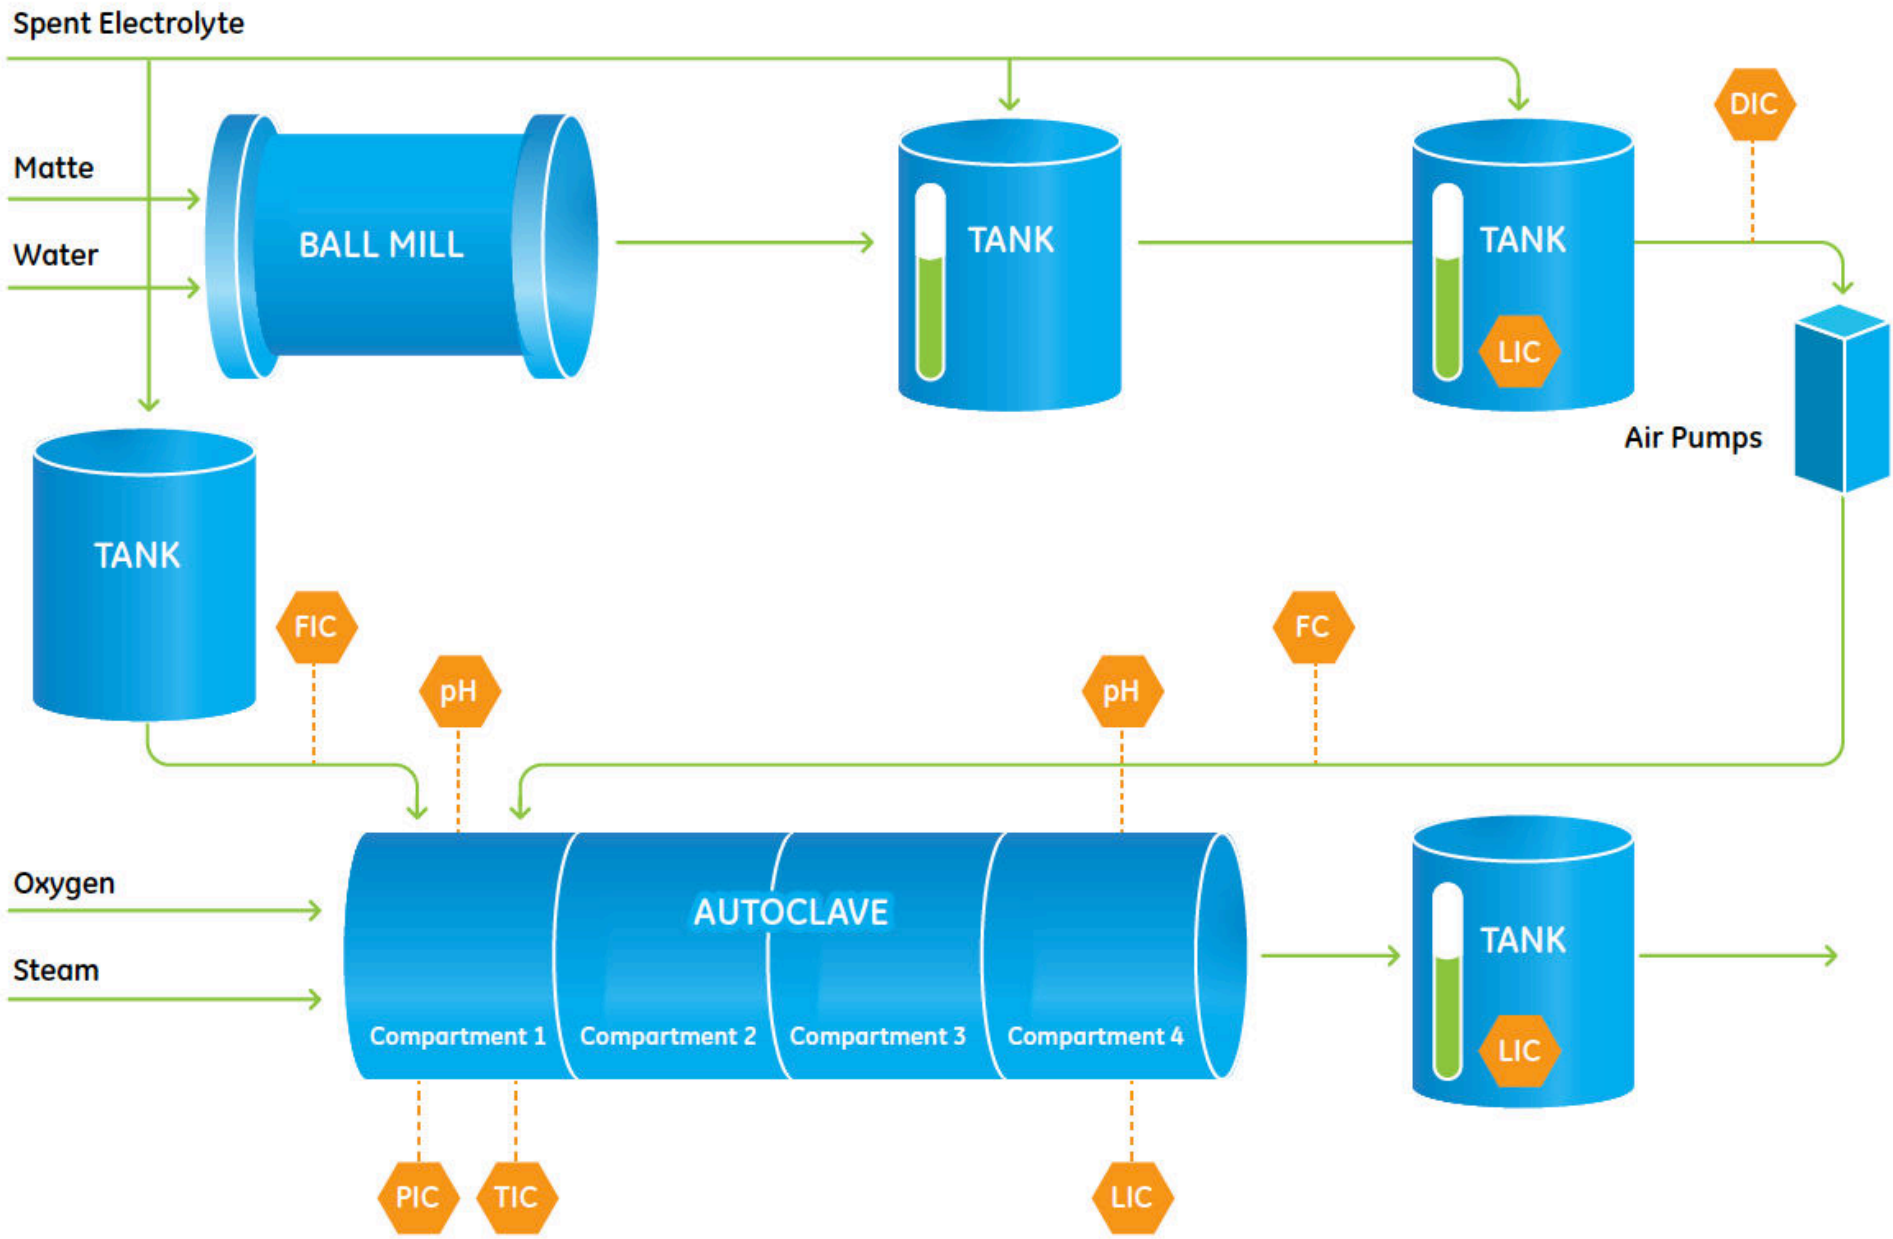 Spent Electrolyte
DIC
Matte
Water
BALL MILL
TANK
TANK
LIC
Air Pumps
TANK
FIC
FC
pH
pH
Oxygen
Steam
AUTOCLAVE
Compartment 1
Compartment 2
Compartment 3
Compartment 4
TANK
LIC
PIC
TIC
LIC